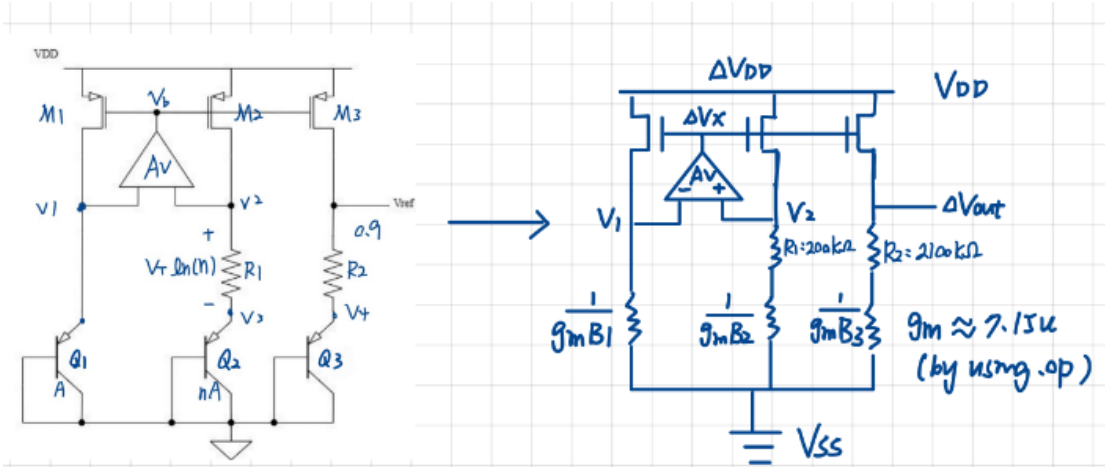 VDD
M1
Vb
M2
M3
AV
V1
V2
Vref
0.9
+
VT ln(n)
R1
R2
-
V3
V4
Q1
Q2
Q3
A
nA
ΔVDD
VDD
ΔVx
AV
- +
V1
V2
ΔVout
R1=200kΩ
R2=2100kΩ
1/gmB1
1/gmB2
1/gmB3
gm ≈ 7.15u
(by using .op)
VSS